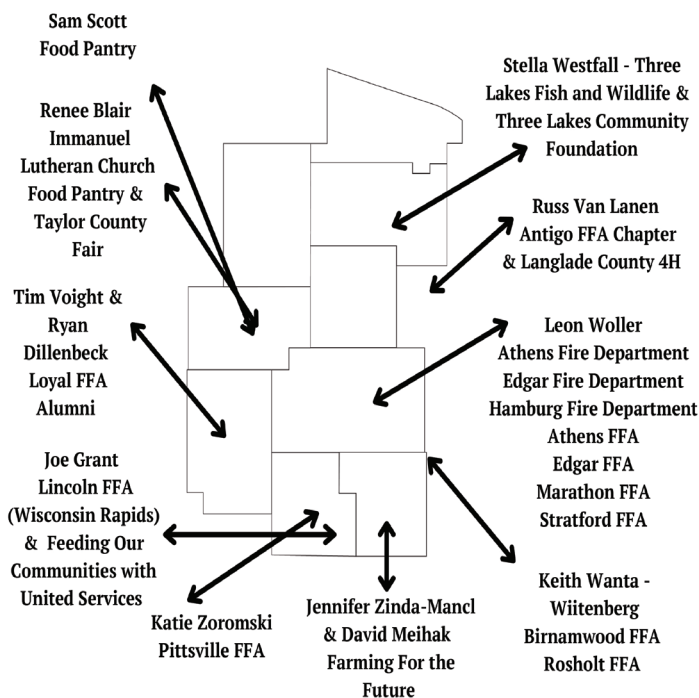 Sam Scott
Food Pantry
Renee Blair
Immanuel
Lutheran Church
Food Pantry &
Taylor County
Fair
Tim Voight &
Ryan
Dillenbeck
Loyal FFA
Alumni
Joe Grant
Lincoln FFA
(Wisconsin Rapids)
& Feeding Our
Communities with
United Services
Katie Zoromski
Pittsville FFA
Jennifer Zinda-Mancl
& David Meihak
Farming For the
Future
Stella Westfall - Three
Lakes Fish and Wildlife &
Three Lakes Community
Foundation
Russ Van Lanen
Antigo FFA Chapter
& Langlade County 4H
Leon Woller
Athens Fire Department
Edgar Fire Department
Hamburg Fire Department
Athens FFA
Edgar FFA
Marathon FFA
Stratford FFA
Keith Wanta -
Wiitenberg
Birnamwood FFA
Rosholt FFA